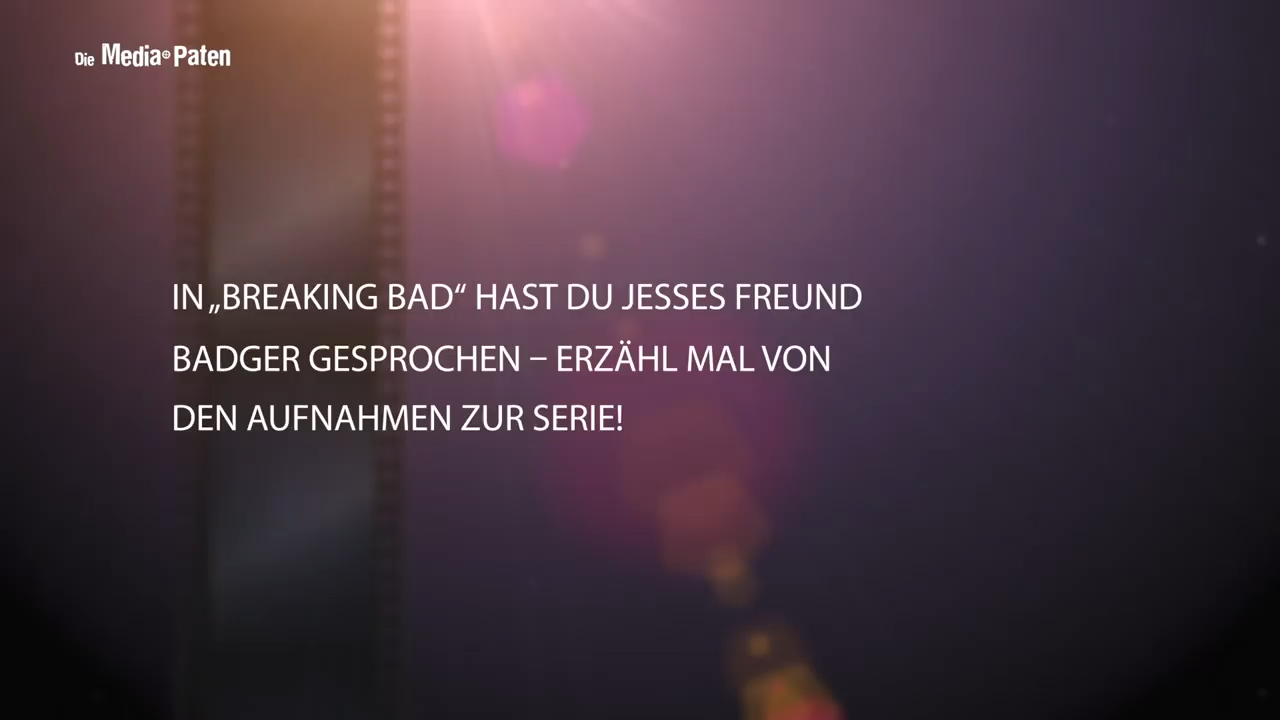 Die Media Paten
IN „BREAKING BAD“ HAST DU JESSES FREUND
BADGER GESPROCHEN – ERZÄHL MAL VON
DEN AUFNAHMEN ZUR SERIE!